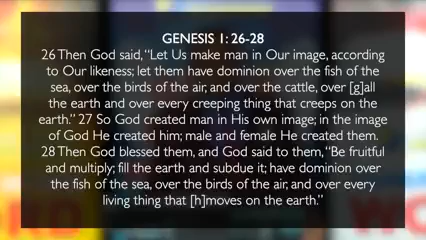 GENESIS 1: 26-28
26 Then God said, “Let Us make man in Our image, according
to Our likeness; let them have dominion over the fish of the
sea, over the birds of the air, and over the cattle, over [g]all
the earth and over every creeping thing that creeps on the
earth.” 27 So God created man in His own image; in the image
of God He created him; male and female He created them.
28 Then God blessed them, and God said to them, “Be fruitful
and multiply; fill the earth and subdue it; have dominion over
the fish of the sea, over the birds of the air, and over every
living thing that [h]moves on the earth.”